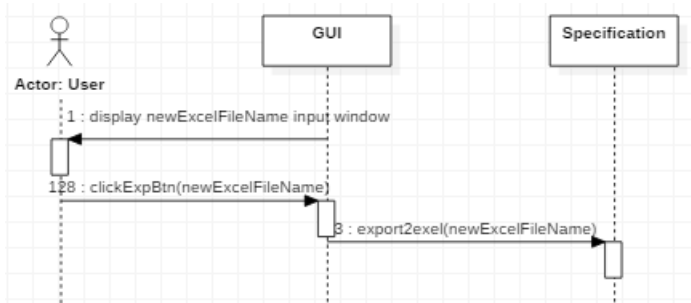 GUI
Specification
Actor: User
1 : display newExcelFileName input window
128 : clickExpBtn(newExcelFileName)
3 : export2exel(newExcelFileName)